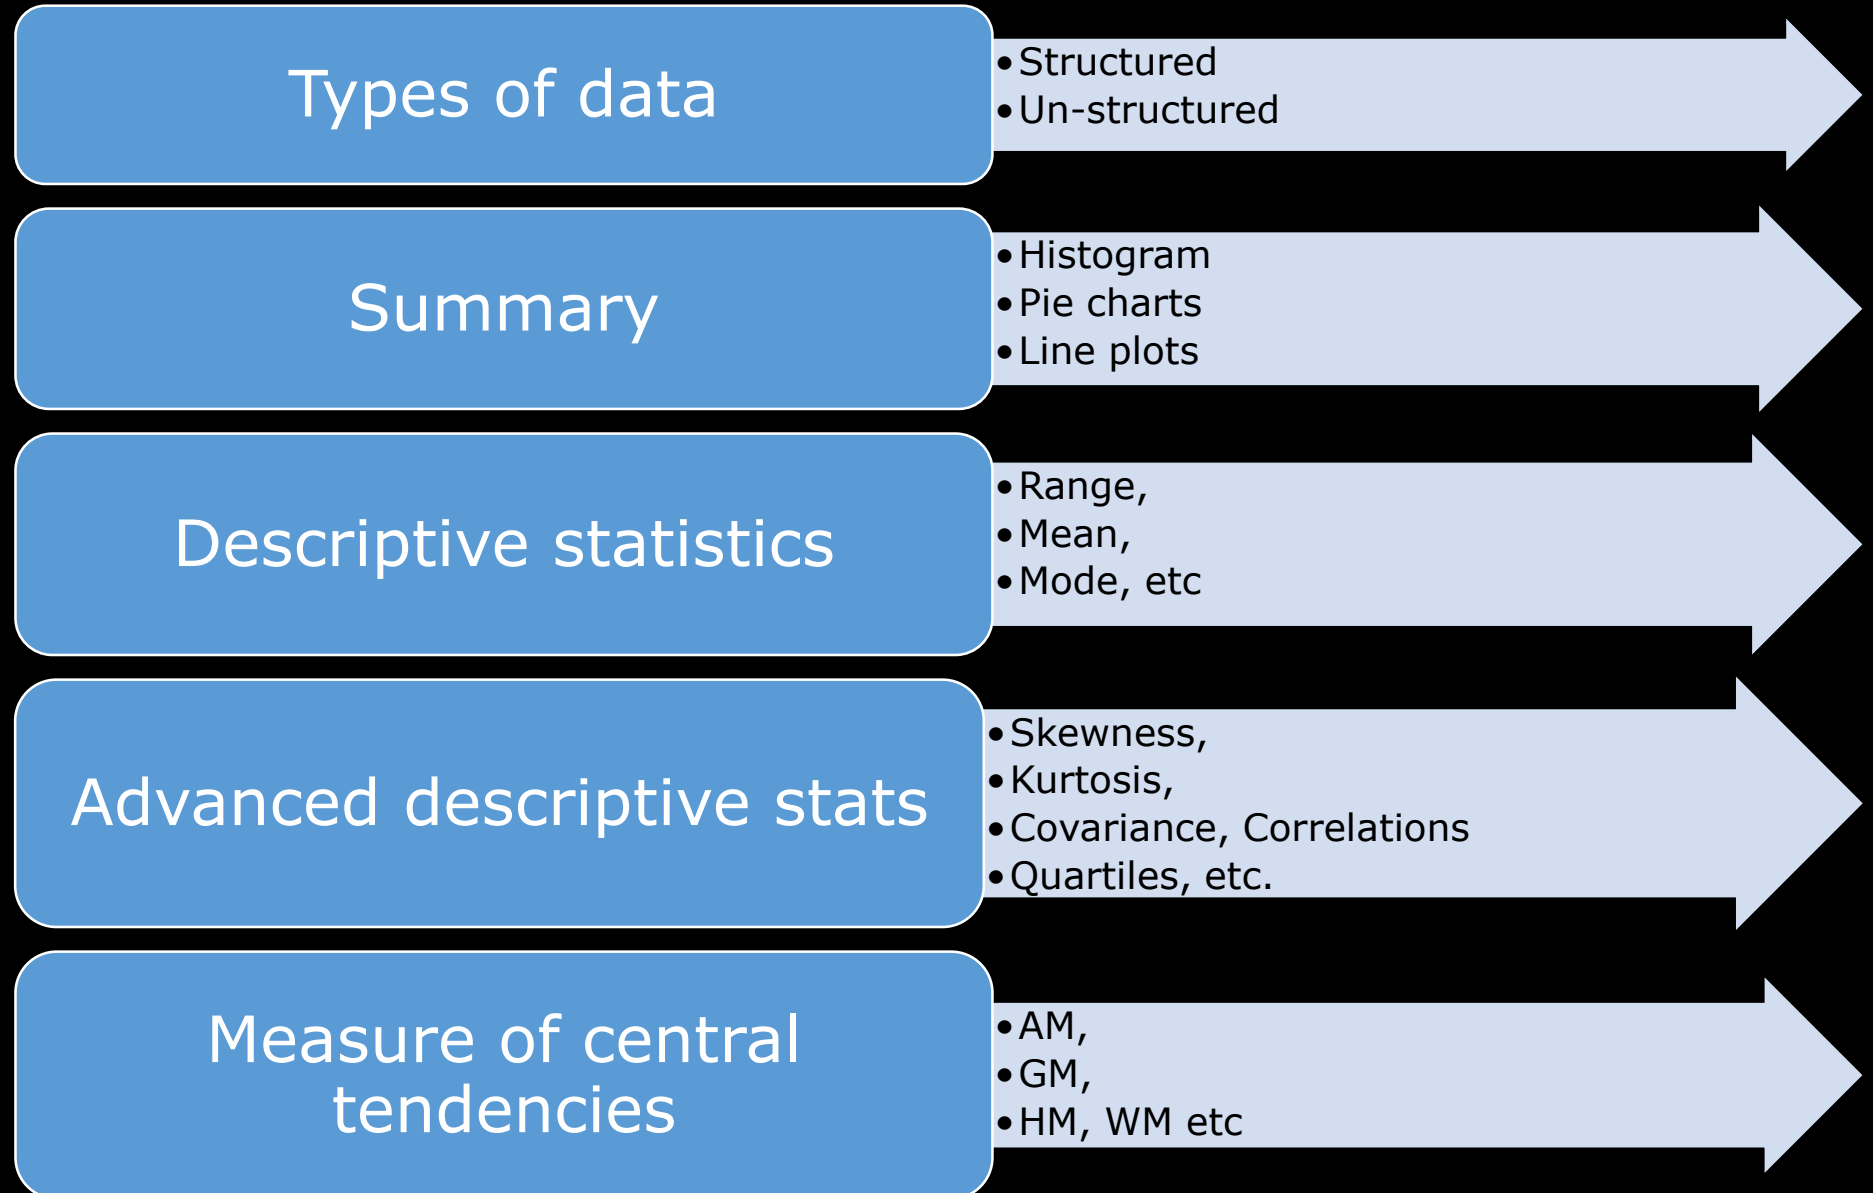 Types of data
•Structured
•Un-structured
Summary
•Histogram
•Pie charts
•Line plots
Descriptive statistics
•Range,
•Mean,
•Mode, etc
Advanced descriptive stats
•Skewness,
•Kurtosis,
•Covariance, Correlations
•Quartiles, etc.
Measure of central
tendencies
•AM,
•GM,
•HM, WM etc